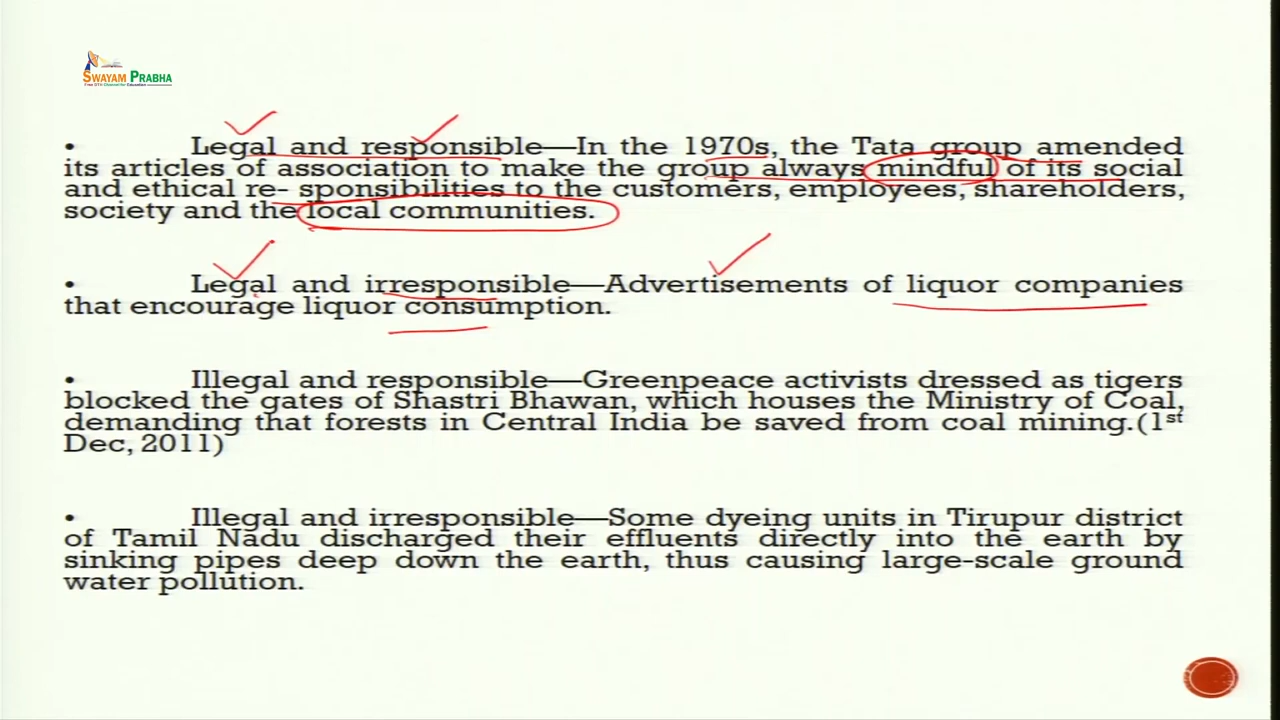 SWAYAM PRABHA
Free DTH Channel for Education
• Legal and responsible—In the 1970s, the Tata group amended
its articles of association to make the group always mindful of its social
and ethical re- sponsibilities to the customers, employees, shareholders,
society and the local communities.
• Legal and irresponsible—Advertisements of liquor companies
that encourage liquor consumption.
• Illegal and responsible—Greenpeace activists dressed as tigers
blocked the gates of Shastri Bhawan, which houses the Ministry of Coal,
demanding that forests in Central India be saved from coal mining.(1st
Dec, 2011)
• Illegal and irresponsible—Some dyeing units in Tirupur district
of Tamil Nadu discharged their effluents directly into the earth by
sinking pipes deep down the earth, thus causing large-scale ground
water pollution.